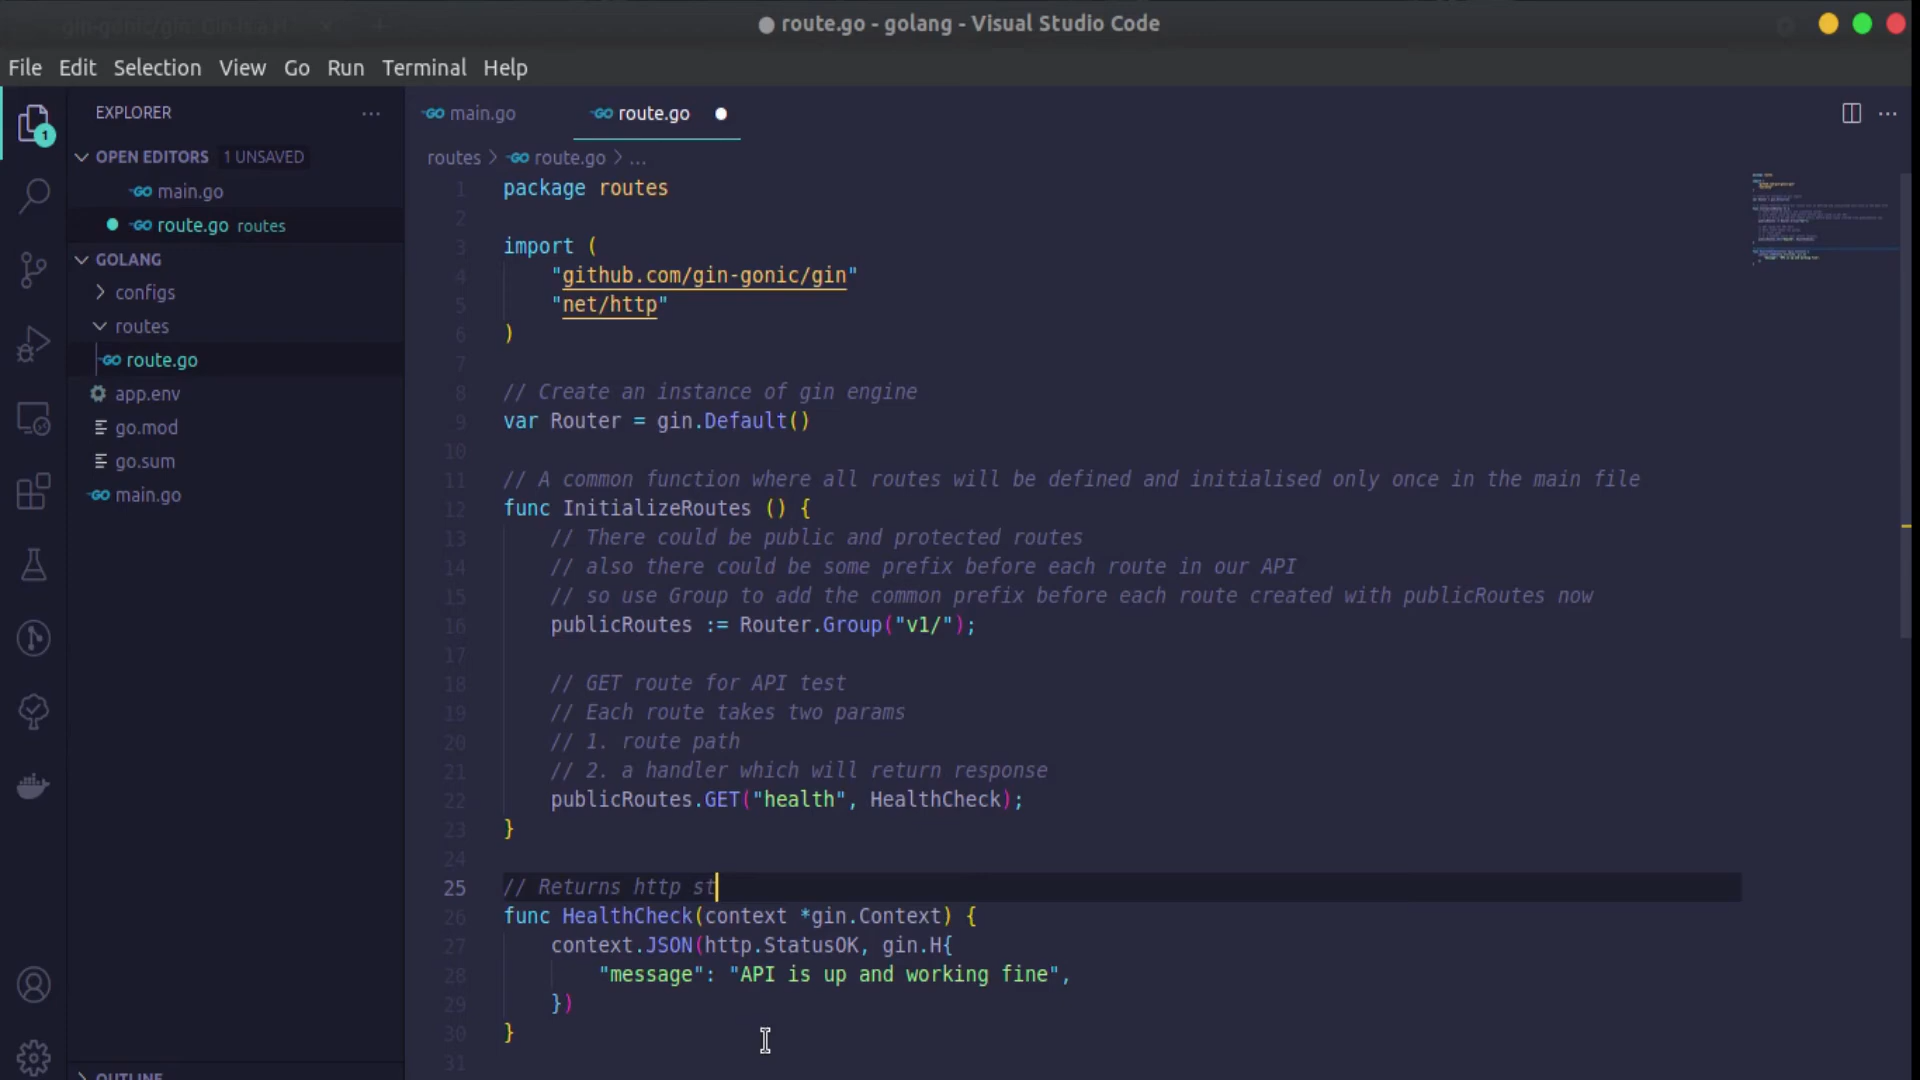 route.go - golang - Visual Studio Code
File Edit Selection View Go Run Terminal Help
EXPLORER
OPEN EDITORS 1 UNSAVED
main.go
route.go routes
GOLANG
configs
routes
route.go
app.env
go.mod
go.sum
main.go
OUTLINE
1
main.go
route.go
routes > route.go > ...
1 package routes
2
3 import (
4 "github.com/gin-gonic/gin"
5 "net/http"
6 )
7
8 // Create an instance of gin engine
9 var Router = gin.Default()
10
11 // A common function where all routes will be defined and initialised only once in the main file
12 func InitializeRoutes () {
13 // There could be public and protected routes
14 // also there could be some prefix before each route in our API
15 // so use Group to add the common prefix before each route created with publicRoutes now
16 publicRoutes := Router.Group("v1/");
17
18 // GET route for API test
19 // Each route takes two params
20 // 1. route path
21 // 2. a handler which will return response
22 publicRoutes.GET("health", HealthCheck);
23 }
24
25 // Returns http st
26 func HealthCheck(context *gin.Context) {
27 context.JSON(http.StatusOK, gin.H{
28 "message": "API is up and working fine",
29 })
30 }
31